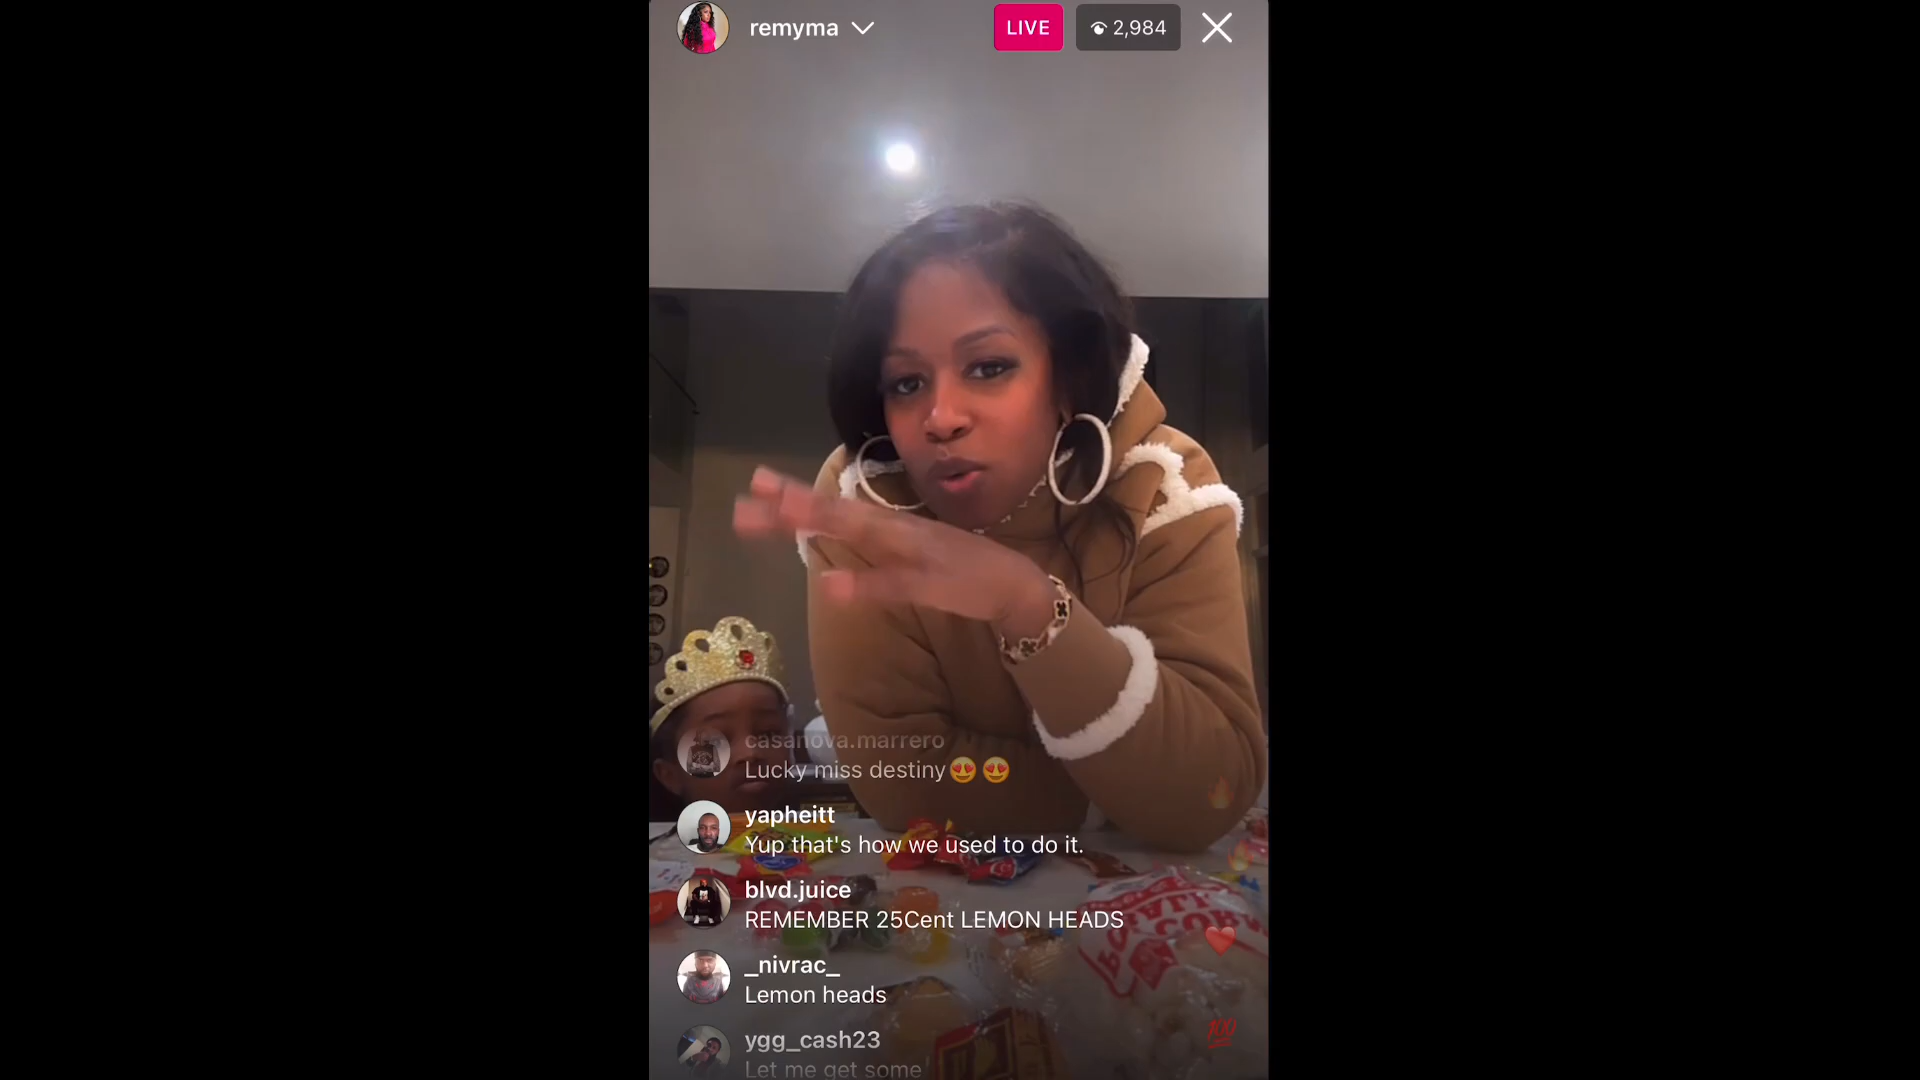 remyma
LIVE
2,984
casanova.marrero
Lucky miss destiny😍 😍
yapheitt
Yup that's how we used to do it.
blvd.juice
REMEMBER 25Cent LEMON HEADS
_nivrac_
Lemon heads
ygg_cash23
Let me get some
💯